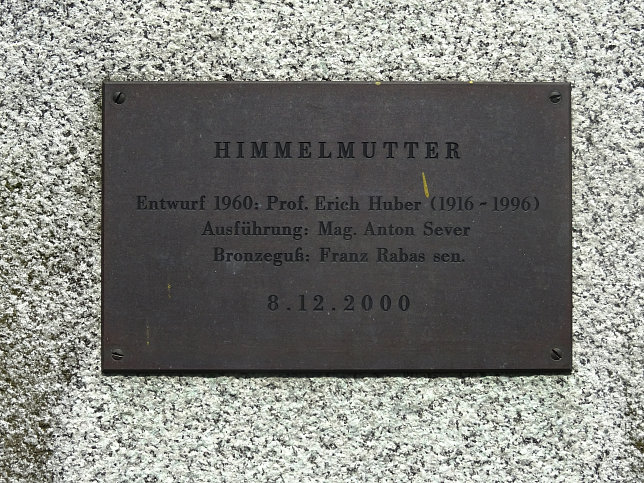 HIMMELMUTTER
Entwurf 1960: Prof. Erich Huber (1916 - 1996)
Ausführung: Mag. Anton Sever
Bronzeguß: Franz Rabas sen.
8.12.2000